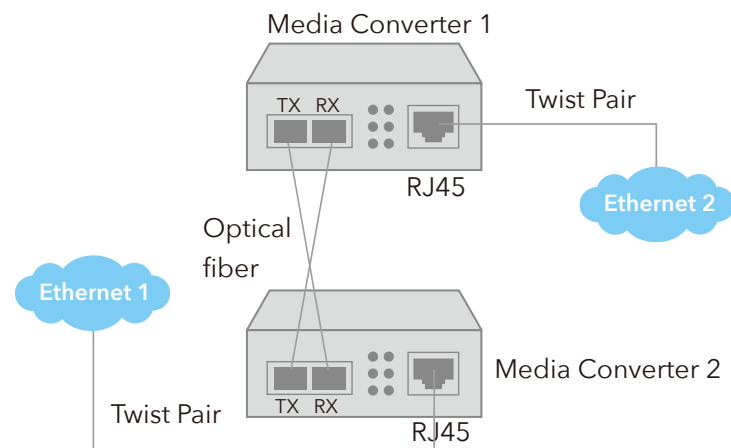 Media Converter 1
TX RX
Twist Pair
RJ45
Ethernet 2
Optical
fiber
Ethernet 1
Media Converter 2
TX RX
Twist Pair
RJ45